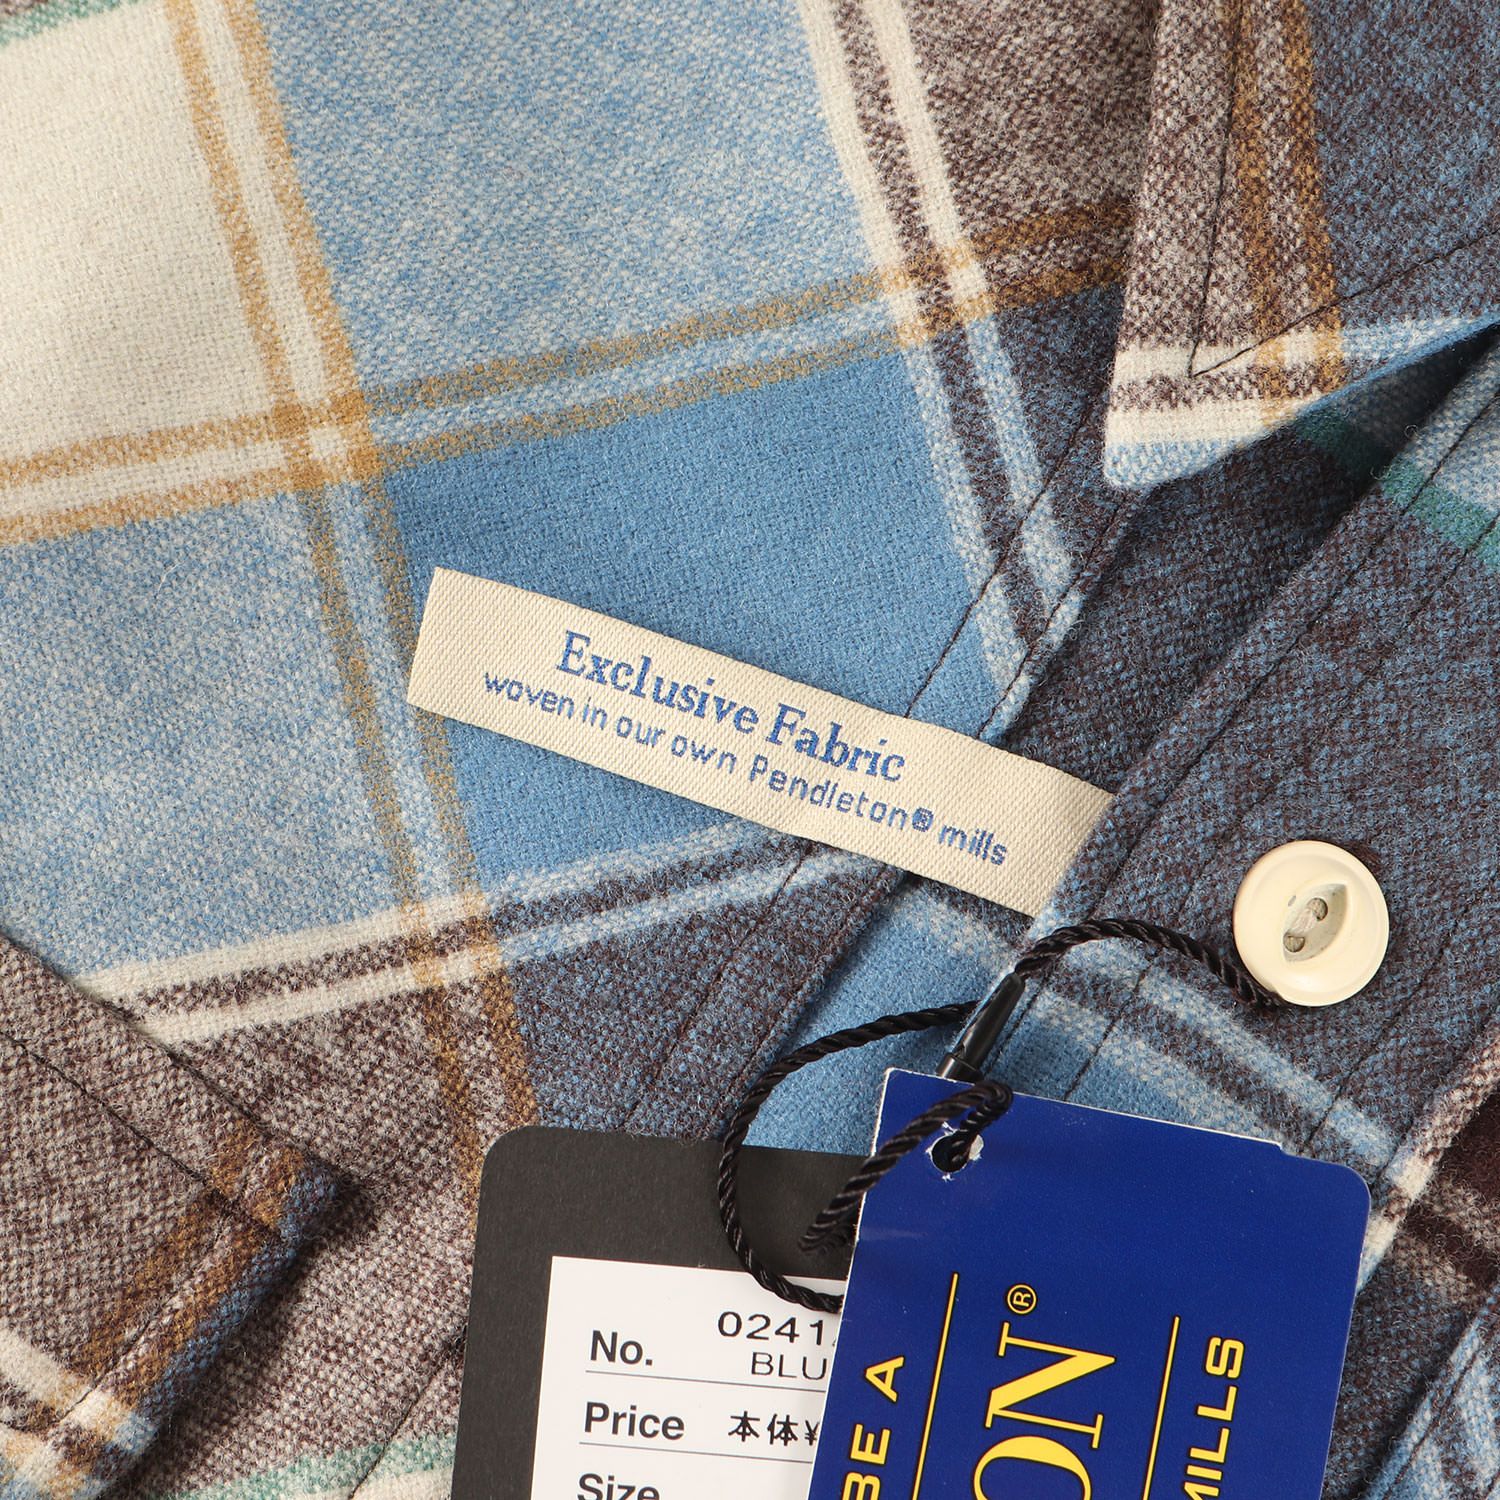 Exclusive Fabric
woven in our own Pendleton® mills
No. 0241
BLU
Price 本体¥
Size
BE A
ON®
MILLS